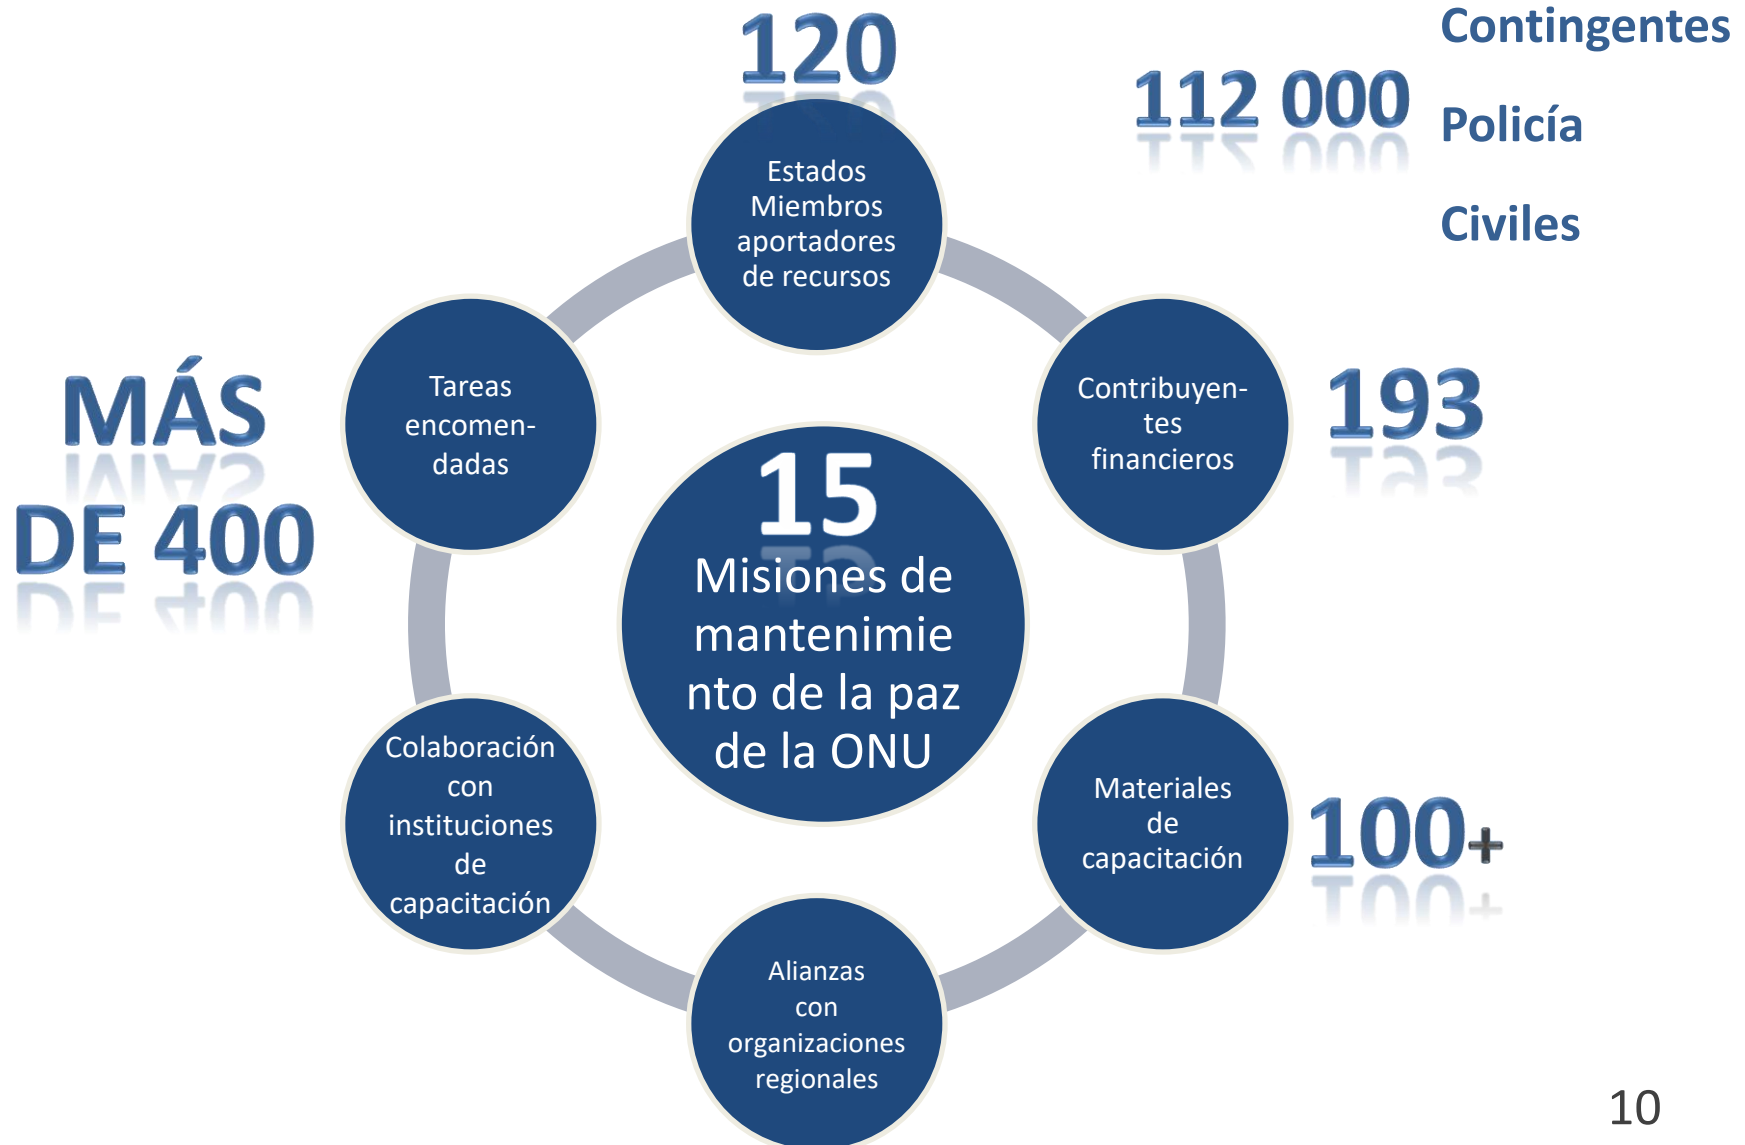 120
Estados
Miembros
aportadores
de recursos
112 000
Contingentes
Policía
Civiles
Contribuyen-
tes
financieros
193
Materiales
de
capacitación
100+
Alianzas
con
organizaciones
regionales
Colaboración
con
instituciones
de
capacitación
Tareas
encomen-
dadas
MÁS
DE 400
15
Misiones de
mantenimie
nto de la paz
de la ONU
10